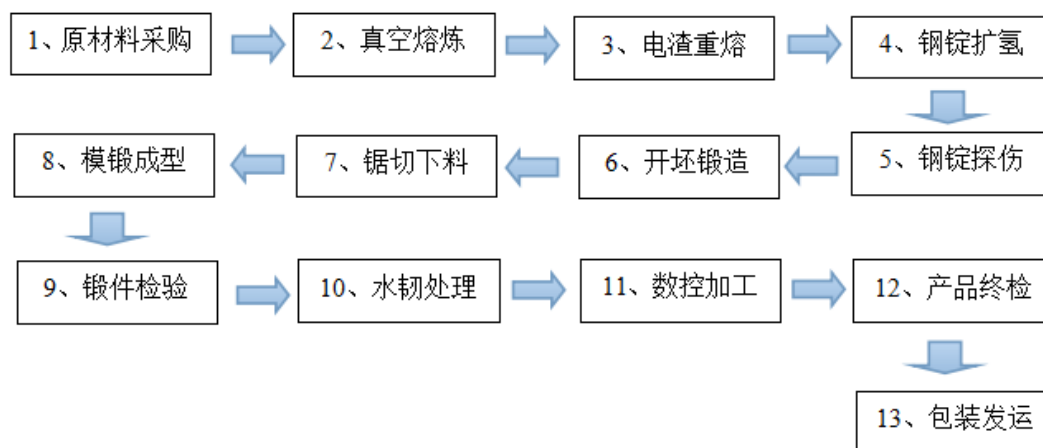 1、原材料采购
2、真空熔炼
3、电渣重熔
4、钢锭扩氢
5、钢锭探伤
6、开坯锻造
7、锯切下料
8、模锻成型
9、锻件检验
10、水韧处理
11、数控加工
12、产品终检
13、包装发运